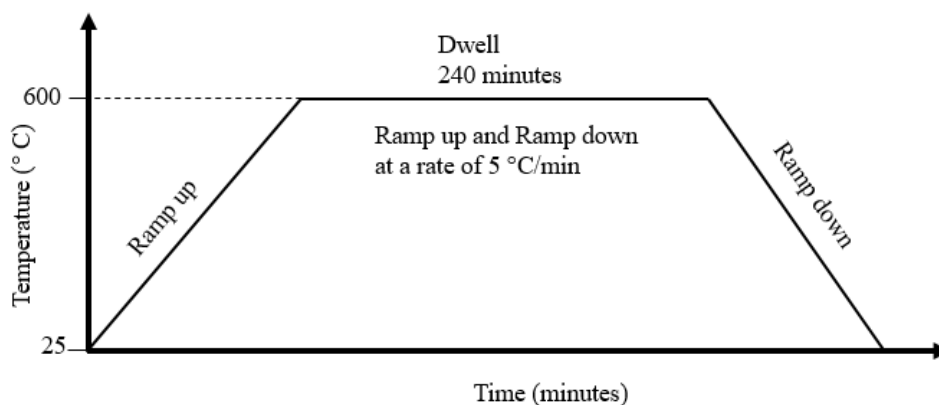 Dwell
240 minutes
600
Ramp up and Ramp down
at a rate of 5 °C/min
Temperature (° C)
Ramp up
Ramp down
25
Time (minutes)